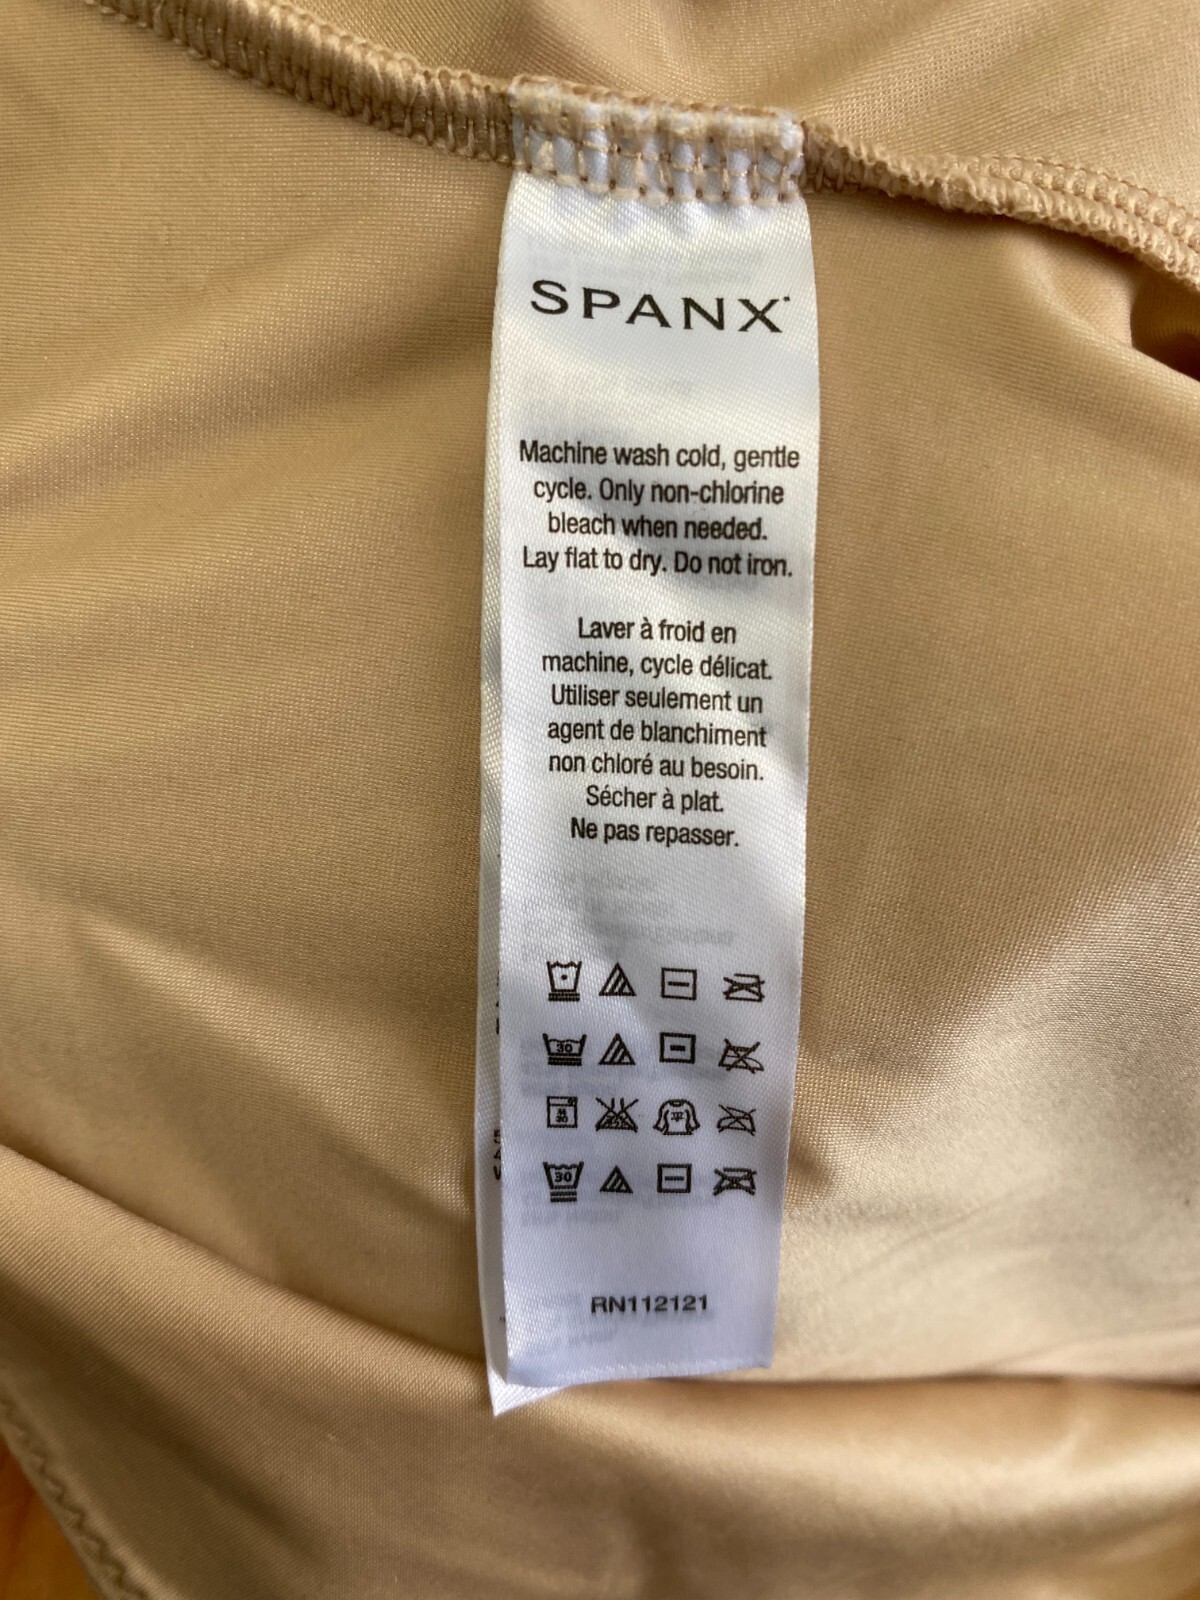 SPANX
Machine wash cold, gentle
cycle. Only non-chlorine
bleach when needed.
Lay flat to dry. Do not iron.
Laver à froid en
machine, cycle délicat.
Utiliser seulement un
agent de blanchiment
non chloré au besoin.
Sécher à plat.
Ne pas repasser.
30
30
RN112121